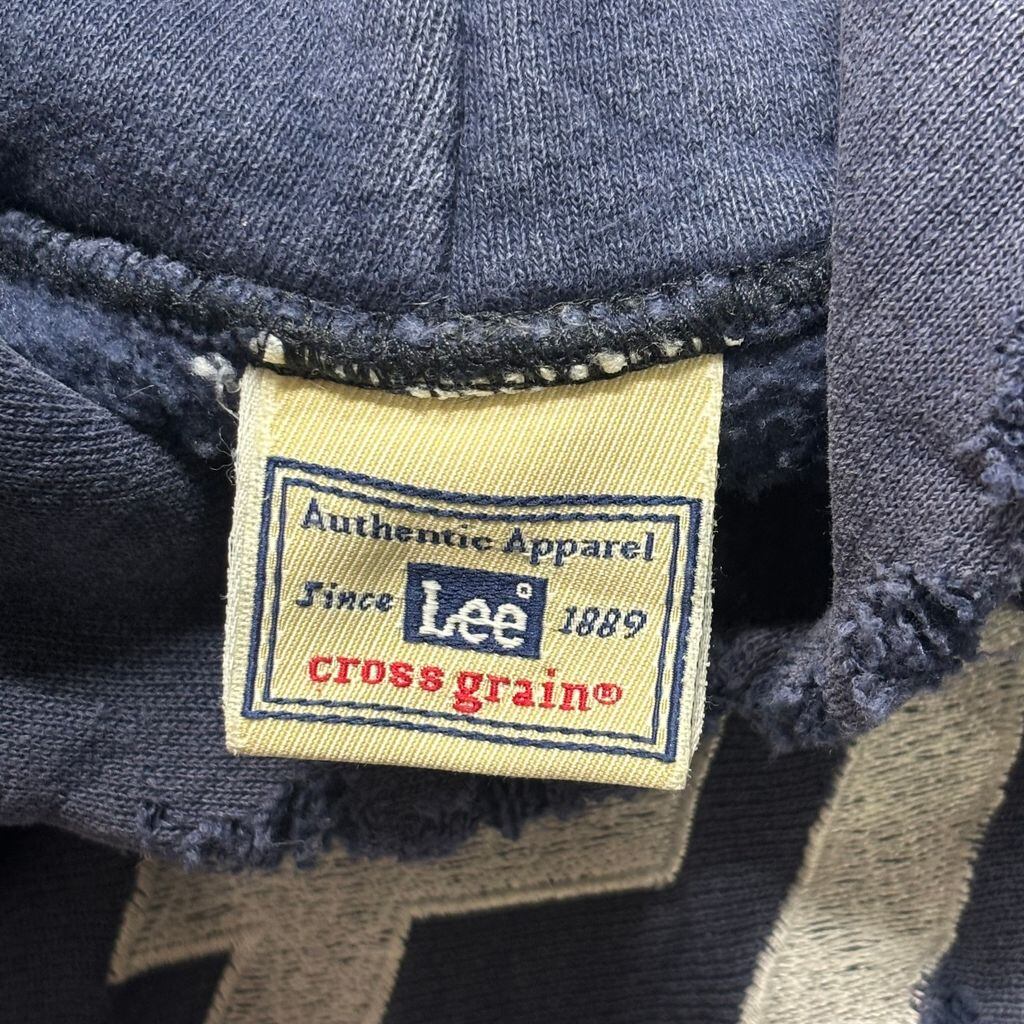 Authentic Apparel
Since Lee® 1889
cross grain®